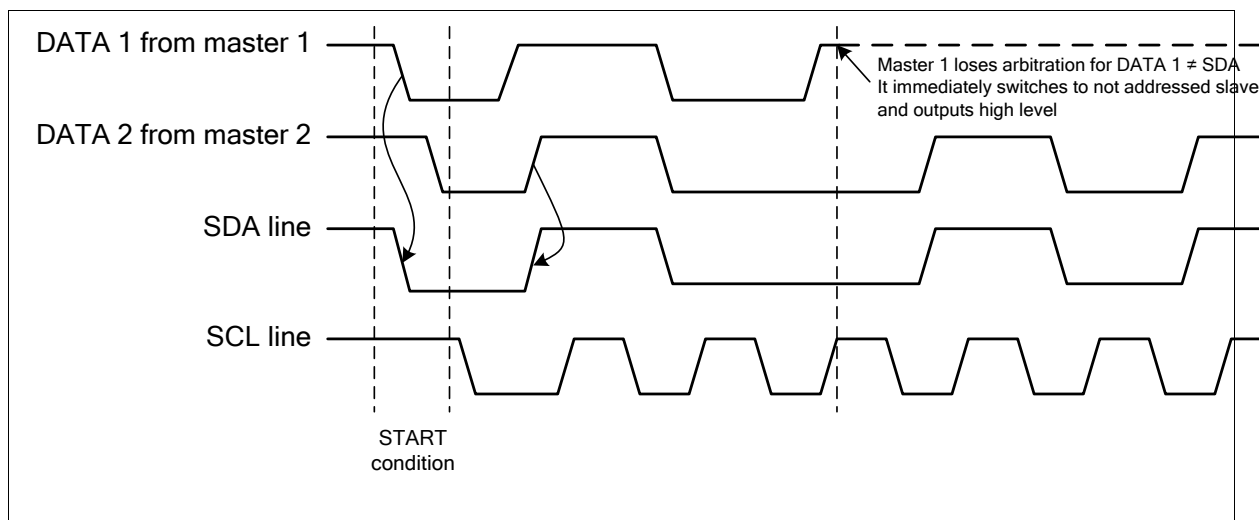 DATA 1 from master 1
Master 1 loses arbitration for DATA 1 ≠ SDA
It immediately switches to not addressed slave
and outputs high level
DATA 2 from master 2
SDA line
SCL line
START
condition